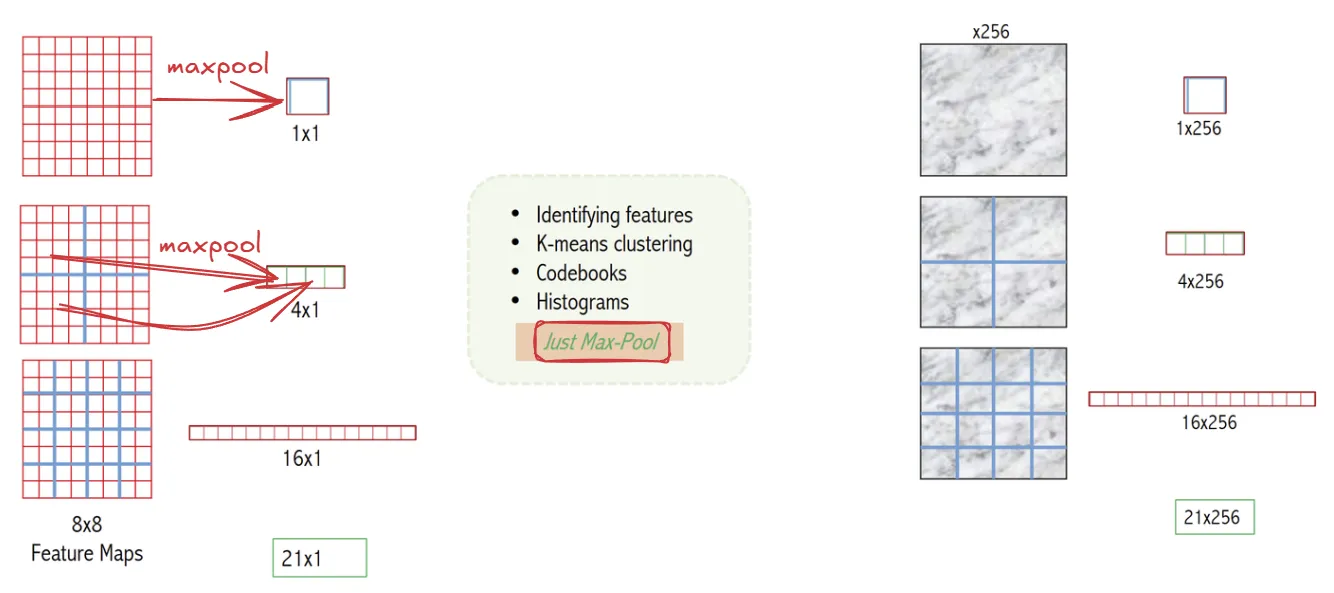 maxpool
1x1
maxpool
4x1
16x1
8x8
Feature Maps
21x1
• Identifying features
• K-means clustering
• Codebooks
• Histograms
Just Max-Pool
x256
1x256
4x256
16x256
21x256